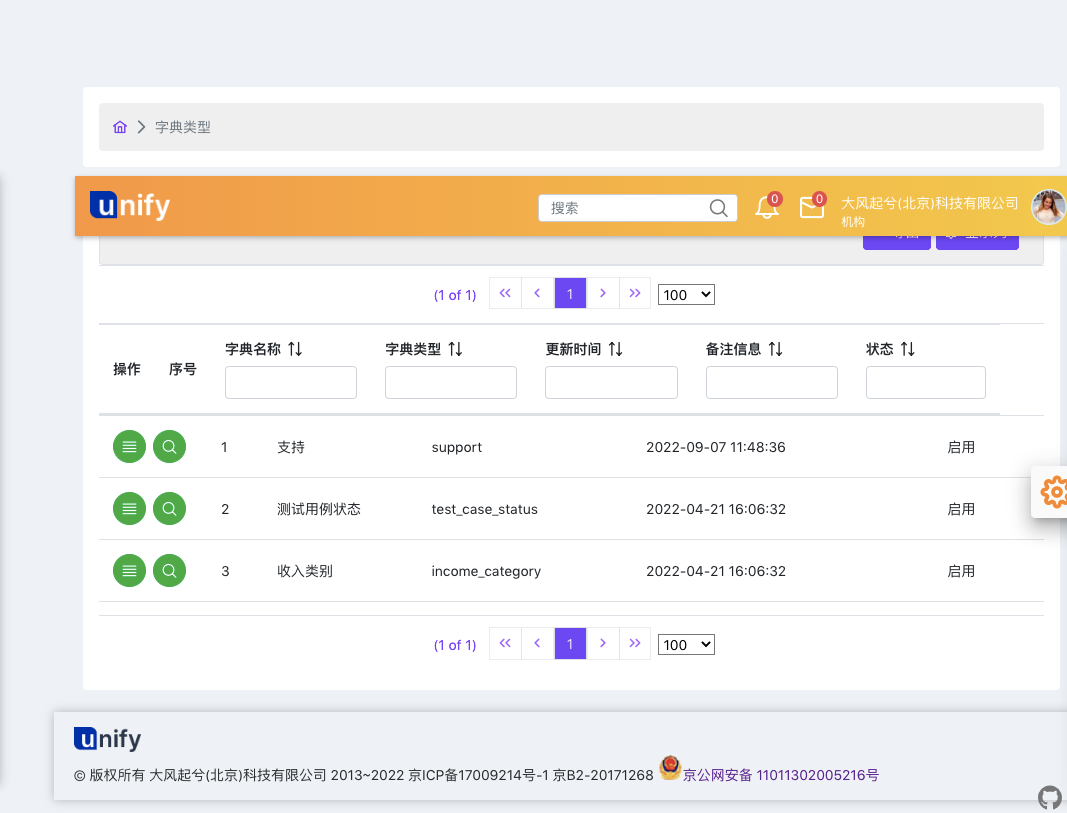 字典类型
unify
搜索
0
0
大风起兮(北京)科技有限公司
机构
(1 of 1)
1
100
操作 序号 字典名称 字典类型 更新时间 备注信息 状态
1 支持 support 2022-09-07 11:48:36 启用
2 测试用例状态 test_case_status 2022-04-21 16:06:32 启用
3 收入类别 income_category 2022-04-21 16:06:32 启用
(1 of 1)
1
100
unify
© 版权所有 大风起兮(北京)科技有限公司 2013~2022 京ICP备17009214号-1 京B2-20171268 京公网安备 11011302005216号